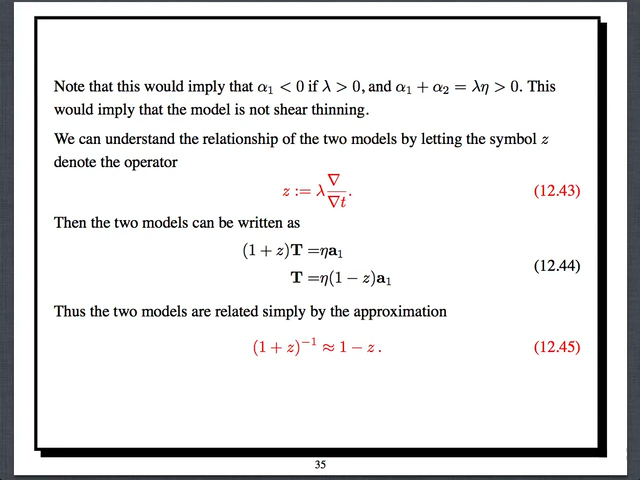 Note that this would imply that α₁ < 0 if λ > 0, and α₁ + α₂ = λη > 0. This
would imply that the model is not shear thinning.
We can understand the relationship of the two models by letting the symbol z
denote the operator
z := λ ∇/∇t. (12.43)
Then the two models can be written as
(1 + z)T =ηa₁
T =η(1 − z)a₁ (12.44)
Thus the two models are related simply by the approximation
(1 + z)⁻¹ ≈ 1 − z . (12.45)
35